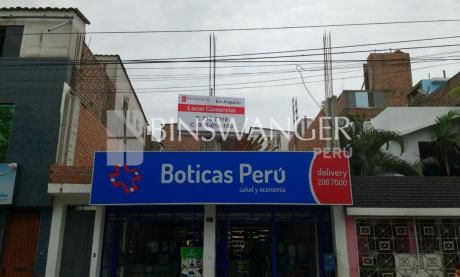 En Alquiler
Local Comercial
BINSWANGER
PERÚ
Boticas Perú
salud y economía
delivery
206 7000